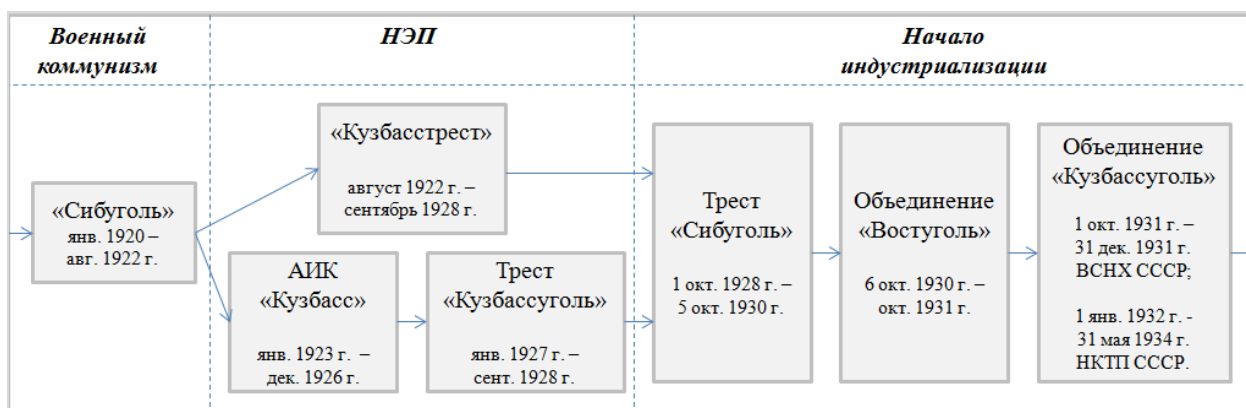 Военный
коммунизм
НЭП
Начало
индустриализации
«Сибуголь»
янв. 1920 –
авг. 1922 г.
«Кузбасстрест»
август 1922 г. –
сентябрь 1928 г.
АИК
«Кузбасс»
янв. 1923 г. –
дек. 1926 г.
Трест
«Кузбассуголь»
янв. 1927 г –
сент. 1928 г.
Трест
«Сибуголь»
1 окт. 1928 г. –
5 окт. 1930 г.
Объединение
«Востуголь»
6 окт. 1930 г. –
окт. 1931 г.
Объединение
«Кузбассуголь»
1 окт. 1931 г. –
31 дек. 1931 г.
ВСНХ СССР;
1 янв. 1932 г. -
31 мая 1934 г.
НКТП СССР.